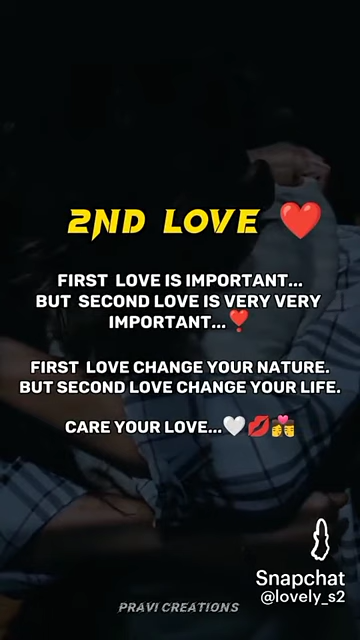 2ND LOVE ❤️
FIRST LOVE IS IMPORTANT...
BUT SECOND LOVE IS VERY VERY
IMPORTANT...❣️
FIRST LOVE CHANGE YOUR NATURE.
BUT SECOND LOVE CHANGE YOUR LIFE.
CARE YOUR LOVE...🤍💋👩‍❤️‍💋‍👨
Snapchat
@lovely_s2
PRAVI CREATIONS